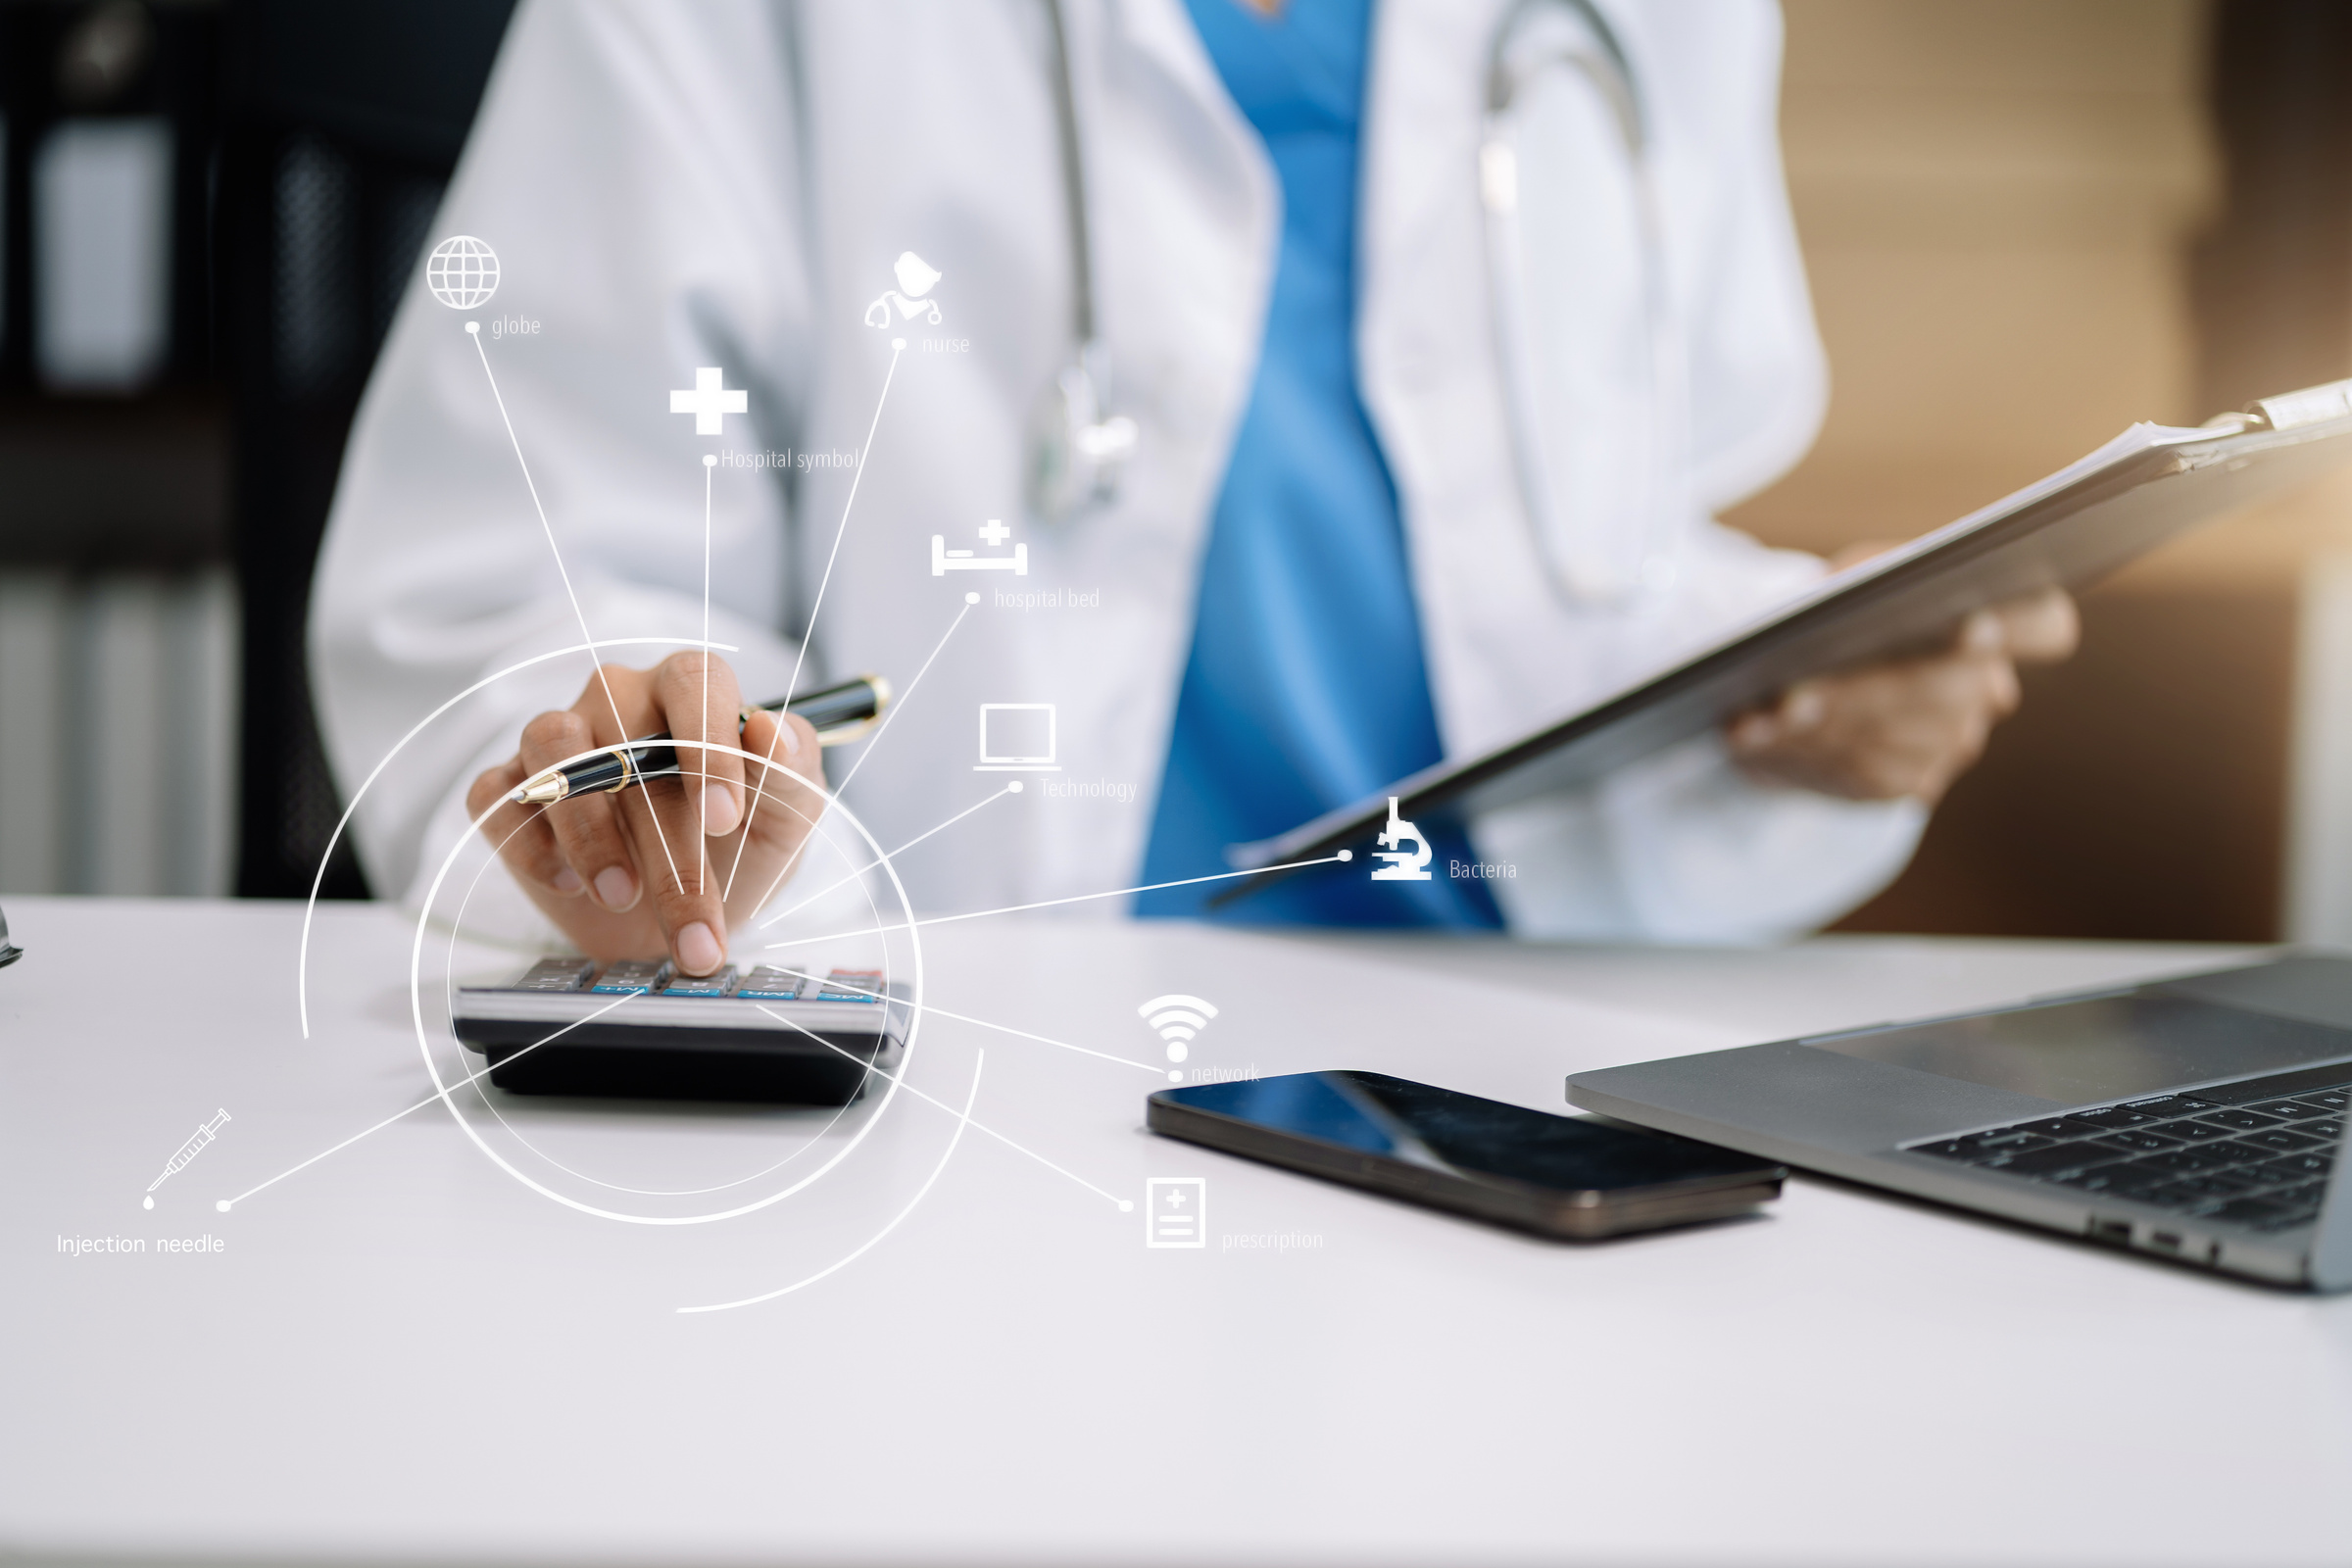 globe
nurse
Hospital symbol
hospital bed
Technology
Bacteria
network
Injection needle
prescription